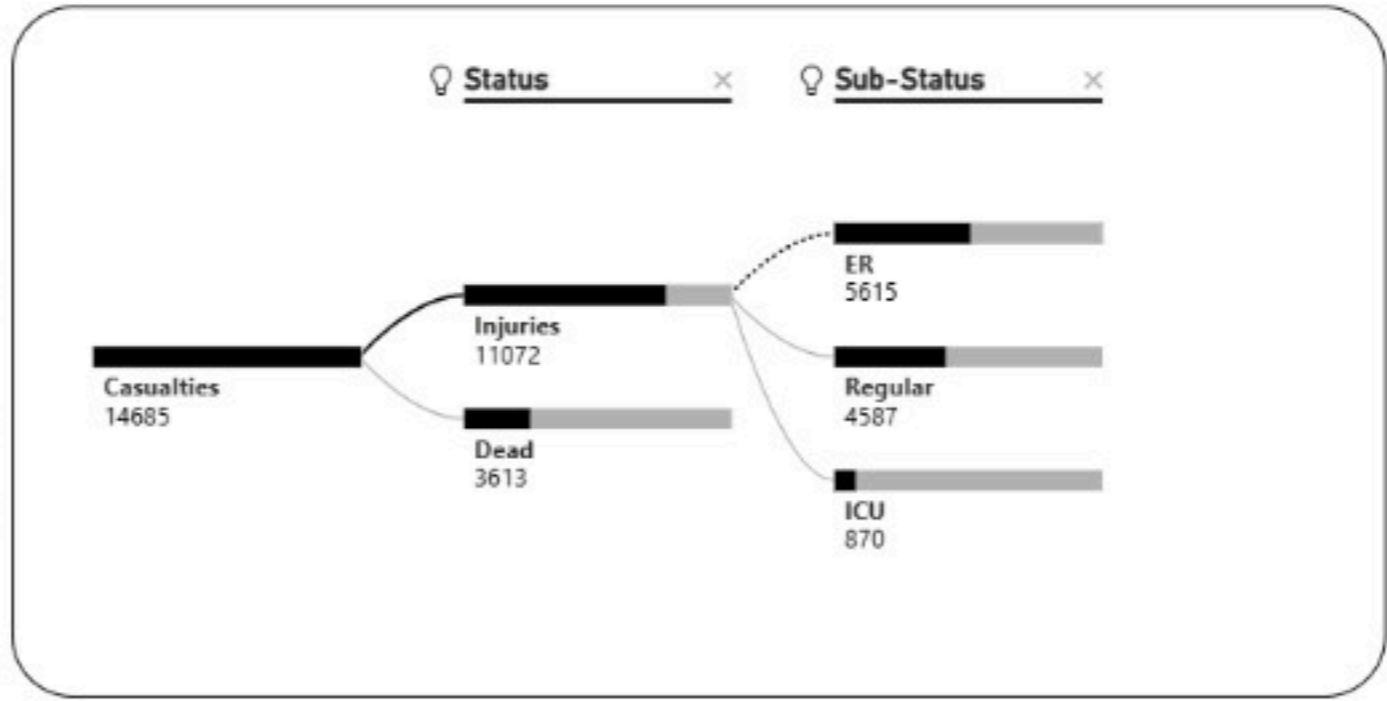 Status
Sub-Status
Casualties
14685
Injuries
11072
Dead
3613
ER
5615
Regular
4587
ICU
870